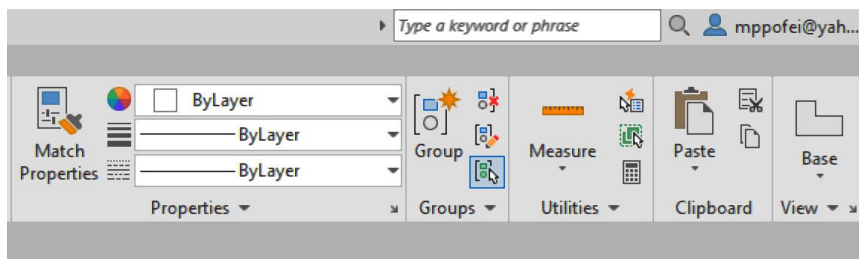 Type a keyword or phrase
mppofei@yah...
ByLayer
ByLayer
ByLayer
Match
Properties
Group
Measure
Paste
Base
Properties
Groups
Utilities
Clipboard
View